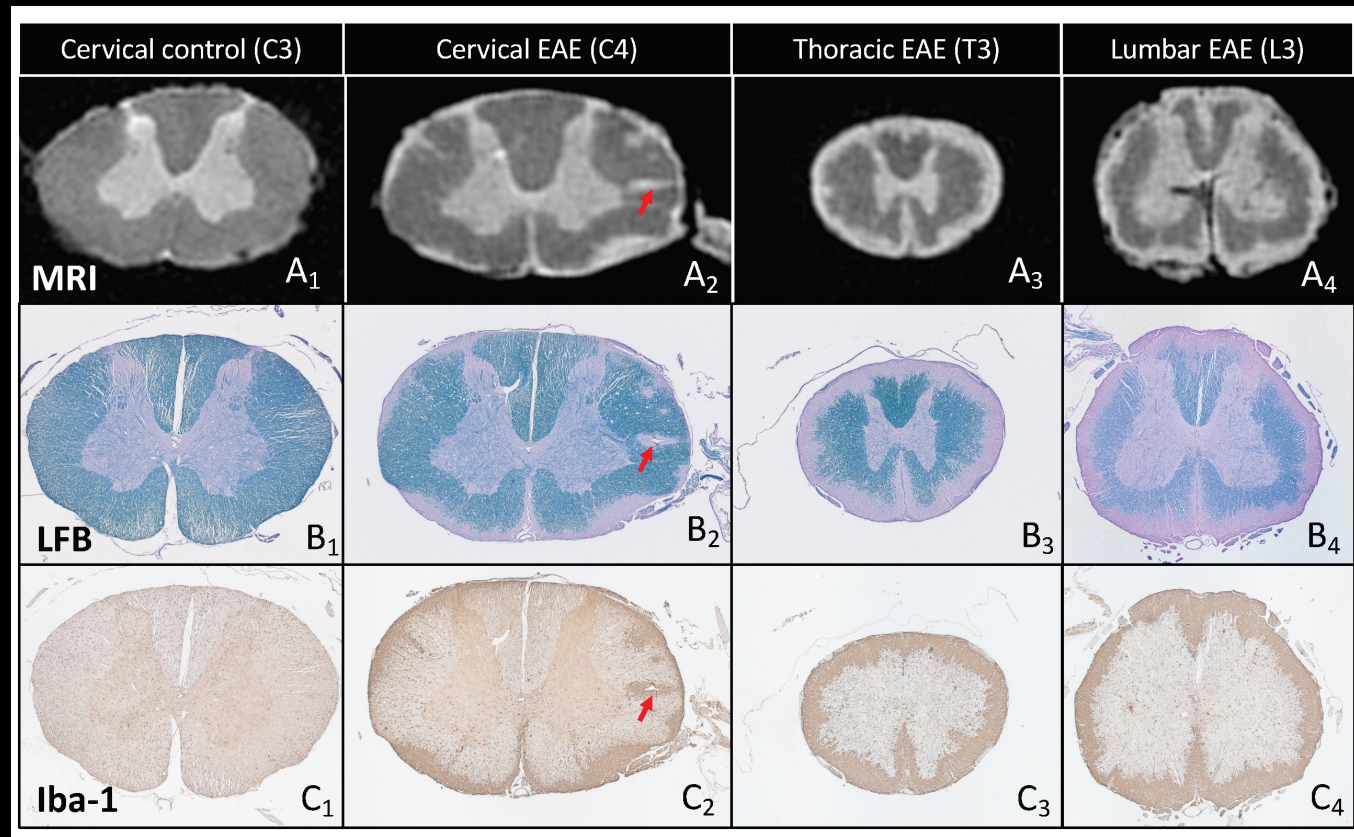 Cervical control (C3)
Cervical EAE (C4)
Thoracic EAE (T3)
Lumbar EAE (L3)
MRI
A₁
A₂
A₃
A₄
LFB
B₁
B₂
B₃
B₄
Iba-1
C₁
C₂
C₃
C₄